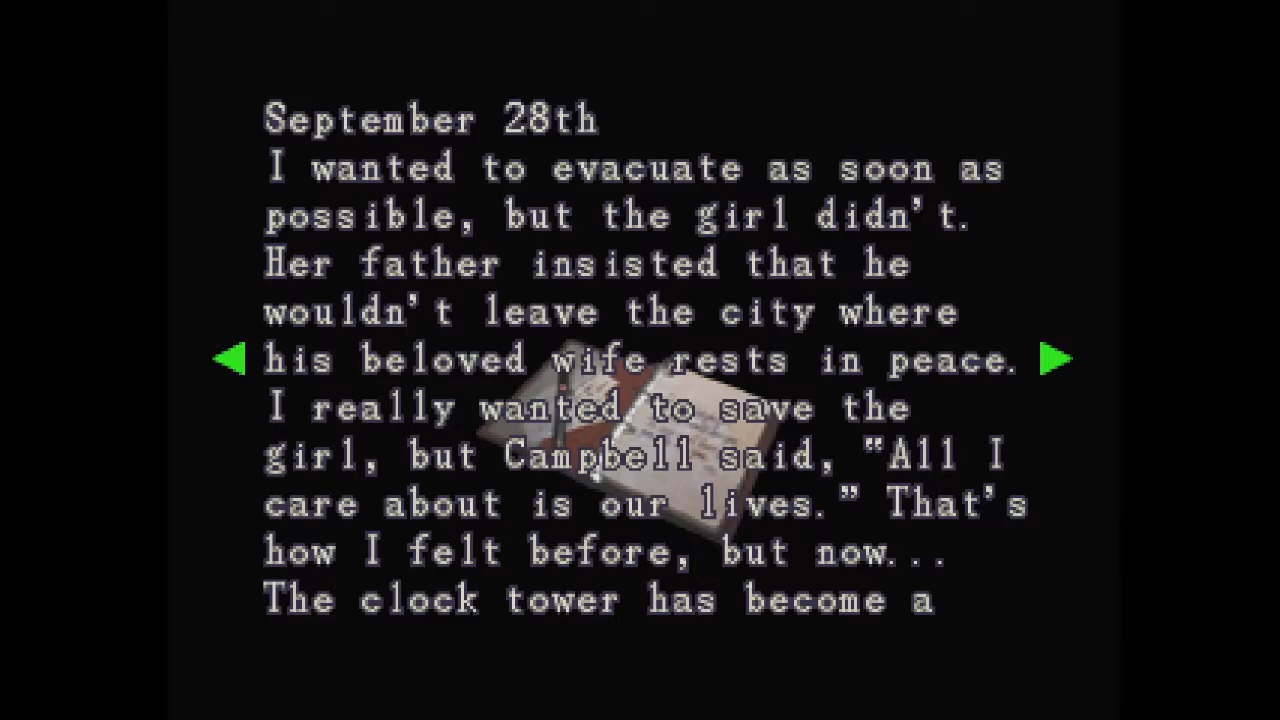 September 28th
I wanted to evacuate as soon as
possible, but the girl didn't.
Her father insisted that he
wouldn't leave the city where
his beloved wife rests in peace.
I really wanted to save the
girl, but Campbell said, "All I
care about is our lives." That's
how I felt before, but now...
The clock tower has become a